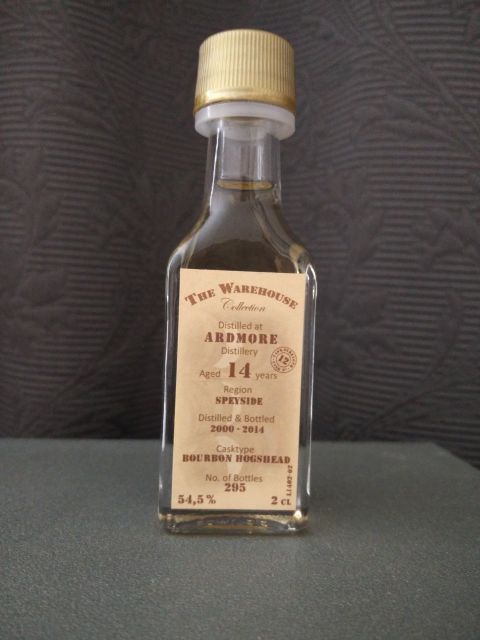 THE WAREHOUSE
Collection
Distilled at
ARDMORE
Distillery
12
Aged 14 years
Region
SPEYSIDE
Distilled & Bottled
2000 - 2014
Casktype
BOURBON HOGSHEAD
No. of Bottles
295
54,5 % 2 CL